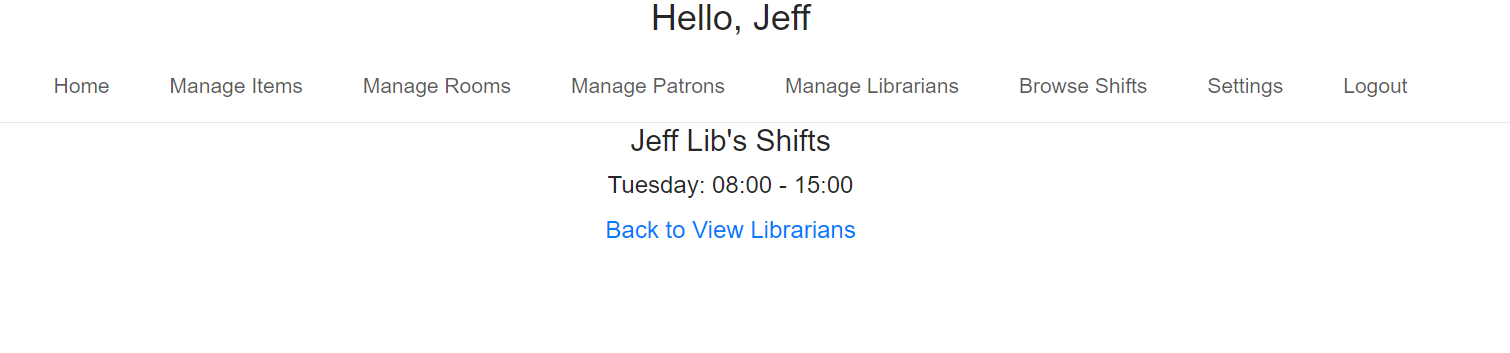 Hello, Jeff
Home Manage Items Manage Rooms Manage Patrons Manage Librarians Browse Shifts Settings Logout
Jeff Lib's Shifts
Tuesday: 08:00 - 15:00
Back to View Librarians